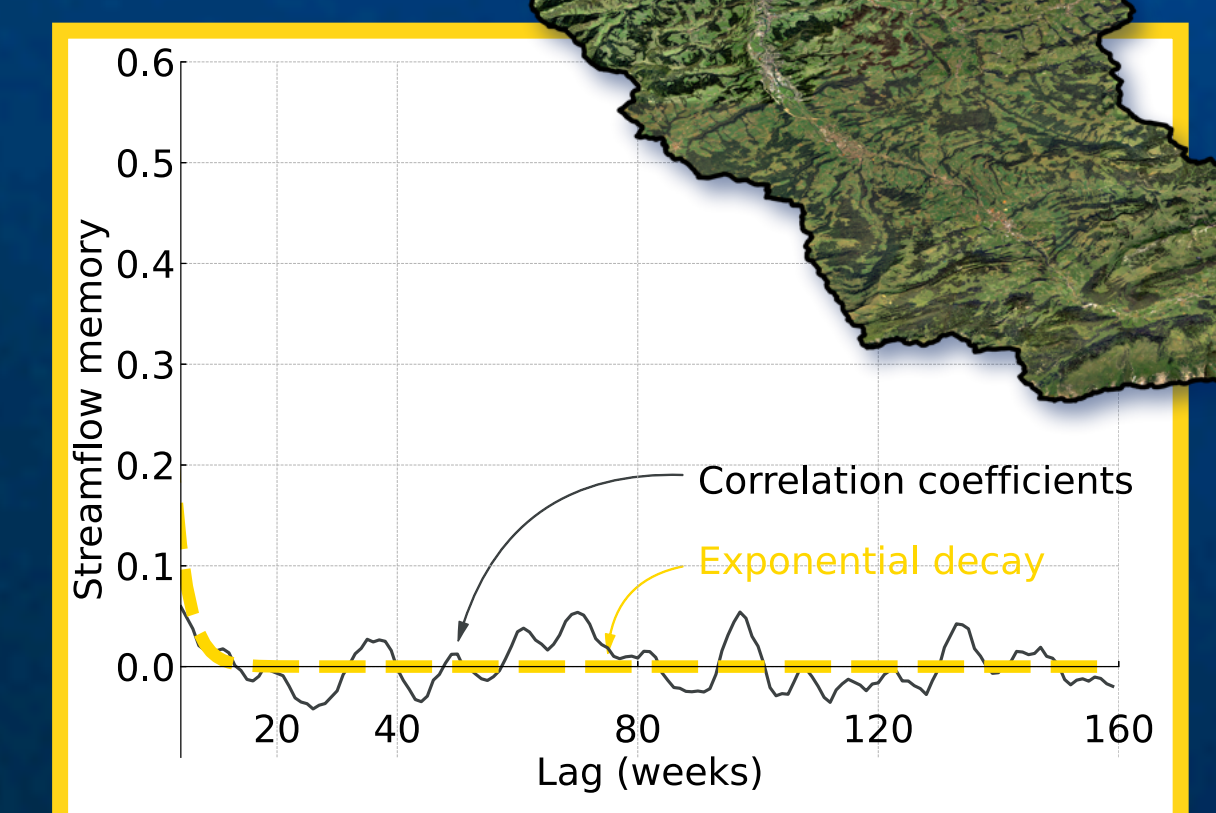 0.6
0.5
0.4
0.3
0.2
0.1
0.0
Streamflow memory
Correlation coefficients
Exponential decay
20 40 80 120 160
Lag (weeks)